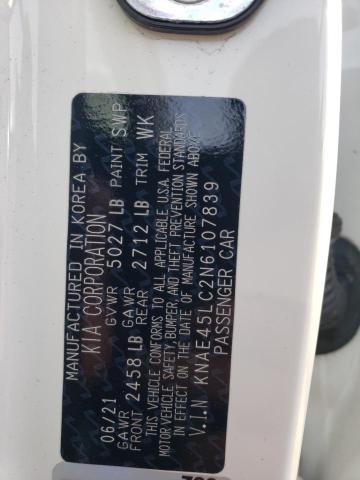 MANUFACTURED IN KOREA BY
KIA CORPORATION
06/21 GVWR 5027 LB PAINT SWP
GAWR FRONT 2458 LB GAWR REAR 2712 LB TRIM WK
THIS VEHICLE CONFORMS TO ALL APPLICABLE U.S.A. FEDERAL
MOTOR VEHICLE SAFETY, BUMPER, AND THEFT PREVENTION STANDARDS
IN EFFECT ON THE DATE OF MANUFACTURE SHOWN ABOVE.
V.I.N KNAE45LC2N6107839
PASSENGER CAR